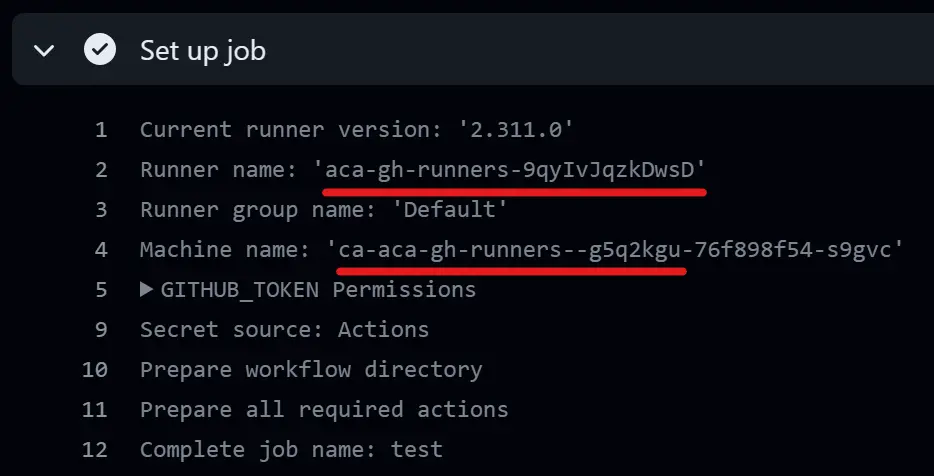 Set up job
1 Current runner version: '2.311.0'
2 Runner name: 'aca-gh-runners-9qyIvJqzkDwsD'
3 Runner group name: 'Default'
4 Machine name: 'ca-aca-gh-runners--g5q2kgu-76f898f54-s9gvc'
5 ▶ GITHUB_TOKEN Permissions
9 Secret source: Actions
10 Prepare workflow directory
11 Prepare all required actions
12 Complete job name: test